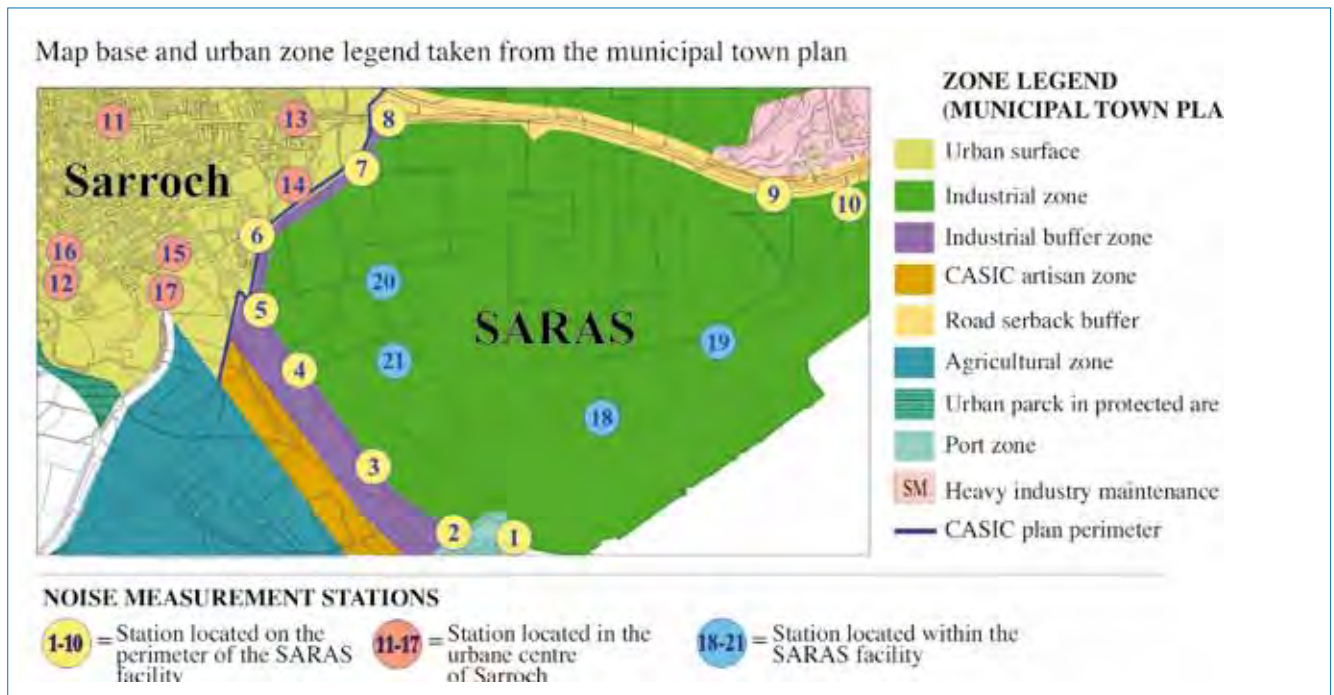 Map base and urban zone legend taken from the municipal town plan
ZONE LEGEND
(MUNICIPAL TOWN PLA
Urban surface
Industrial zone
Industrial buffer zone
CASIC artisan zone
Road serback buffer
Agricultural zone
Urban parck in protected are
Port zone
SM Heavy industry maintenance
CASIC plan perimeter
11
13
8
Sarroch
7
14
9
10
6
16
15
20
12
17
5
SARAS
19
4
21
18
3
2
1
NOISE MEASUREMENT STATIONS
1-10 = Station located on the
perimeter of the SARAS
facility
11-17 = Station located in the
urbane centre
of Sarroch
18-21 = Station located within the
SARAS facility